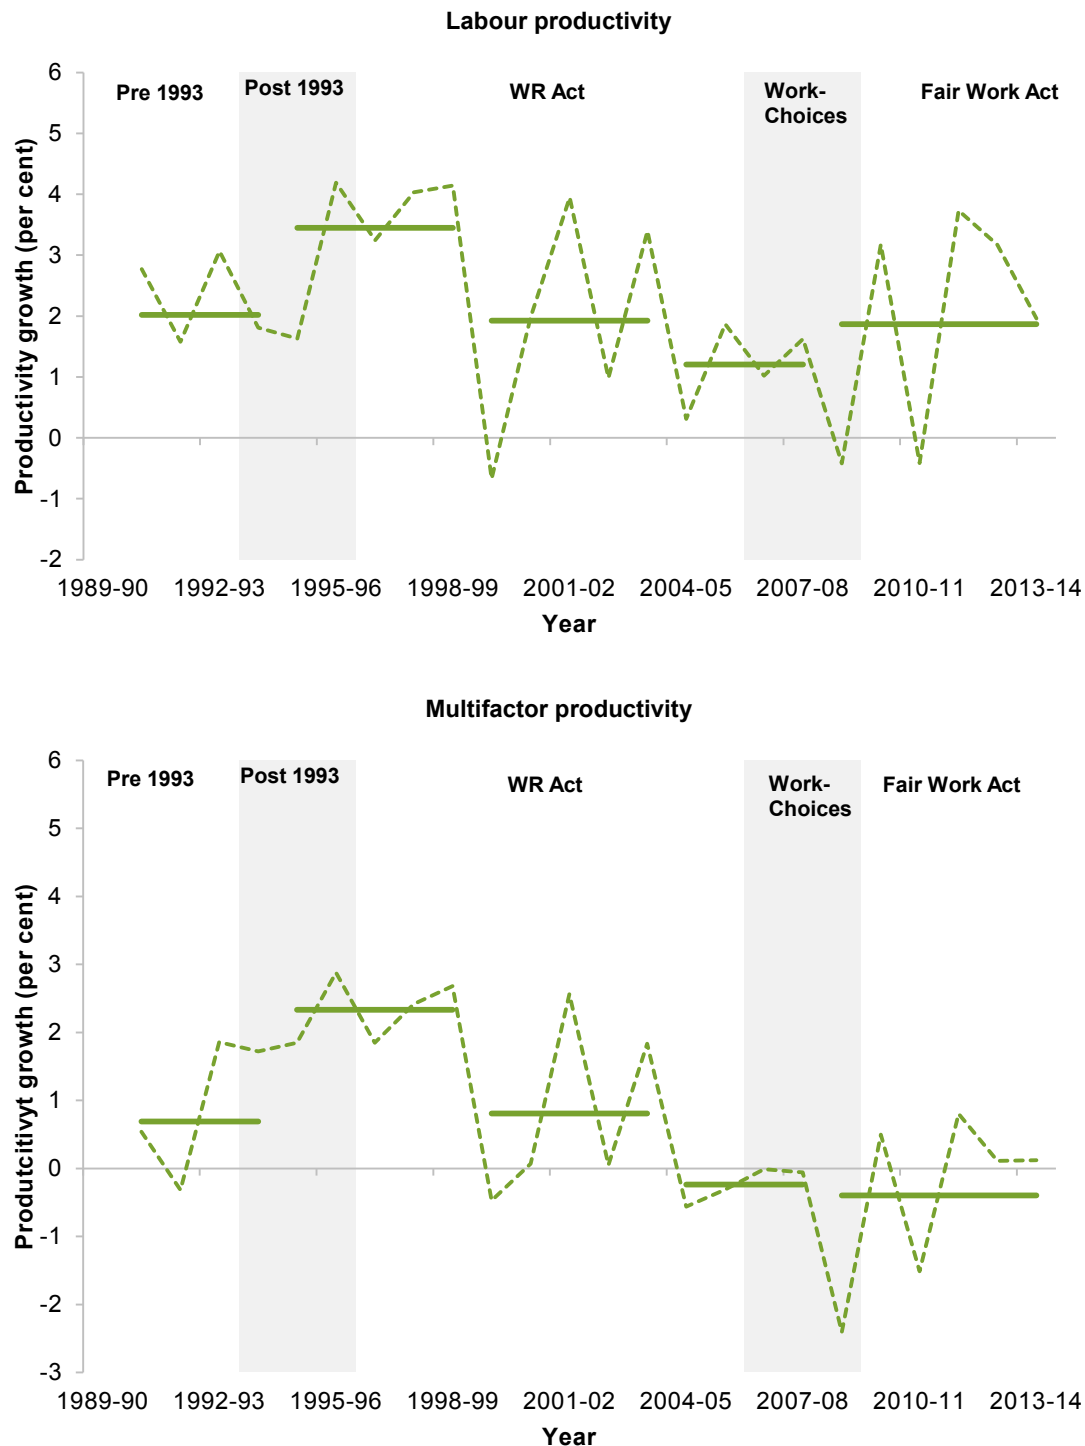 Labour productivity
Pre 1993
Post 1993
WR Act
Work-
Choices
Fair Work Act
Productivity growth (per cent)
6
5
4
3
2
1
0
-1
-2
1989-90 1992-93 1995-96 1998-99 2001-02 2004-05 2007-08 2010-11 2013-14
Year
Multifactor productivity
Pre 1993
Post 1993
WR Act
Work-
Choices
Fair Work Act
Produtcitivyt growth (per cent)
6
5
4
3
2
1
0
-1
-2
-3
1989-90 1992-93 1995-96 1998-99 2001-02 2004-05 2007-08 2010-11 2013-14
Year